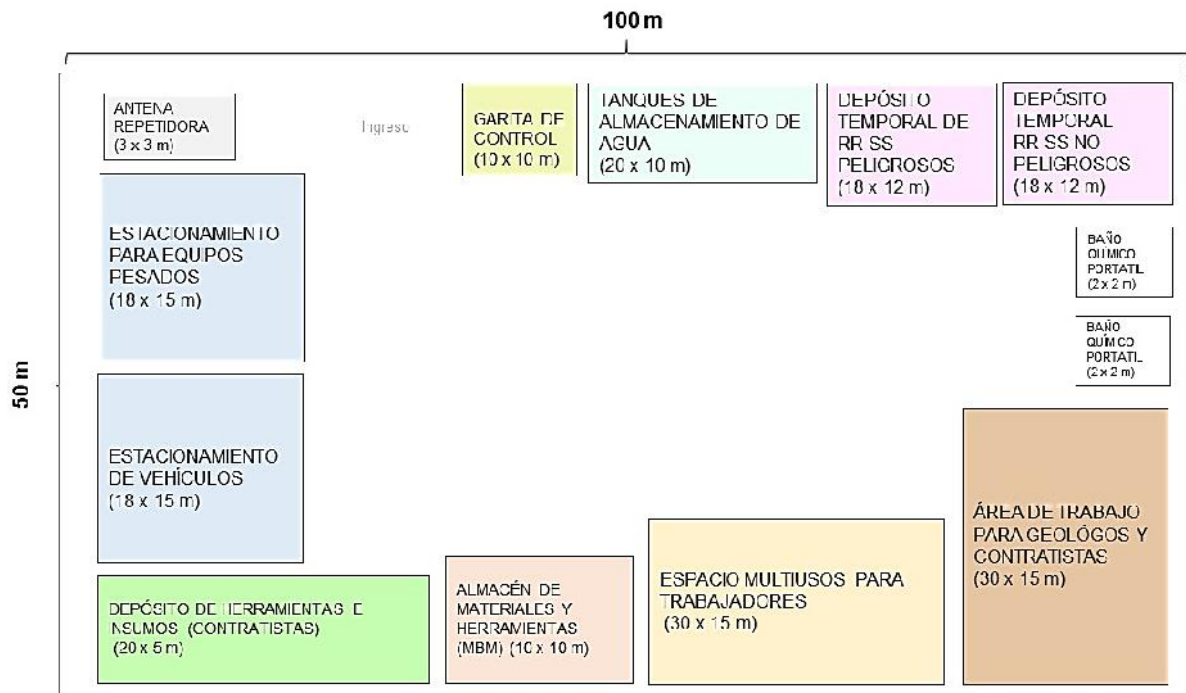 100 m
50 m
ANTENA
REPETIDORA
(3 x 3 m)
Ingreso
GARITA DE
CONTROL
(10 x 10 m)
TANQUES DE
ALMACENAMIENTO DE
AGUA
(20 x 10 m)
DEPÓSITO
TEMPORAL DE
RR SS
PELIGROSOS
(18 x 12 m)
DEPÓSITO
TEMPORAL
RR SS NO
PELIGROSOS
(18 x 12 m)
ESTACIONAMIENTO
PARA EQUIPOS
PESADOS
(18 x 15 m)
BAÑO
QUÍMICO
PORTATIL
(2 x 2 m)
BAÑO
QUÍMICO
PORTATIL
(2 x 2 m)
ESTACIONAMIENTO
DE VEHÍCULOS
(18 x 15 m)
ÁREA DE TRABAJO
PARA GEOLÓGOS Y
CONTRATISTAS
(30 x 15 m)
DEPÓSITO DE HERRAMIENTAS E
INSUMOS (CONTRATISTAS)
(20 x 5 m)
ALMACÉN DE
MATERIALES Y
HERRAMIENTAS
(MBM) (10 x 10 m)
ESPACIO MULTIUSOS PARA
TRABAJADORES
(30 x 15 m)